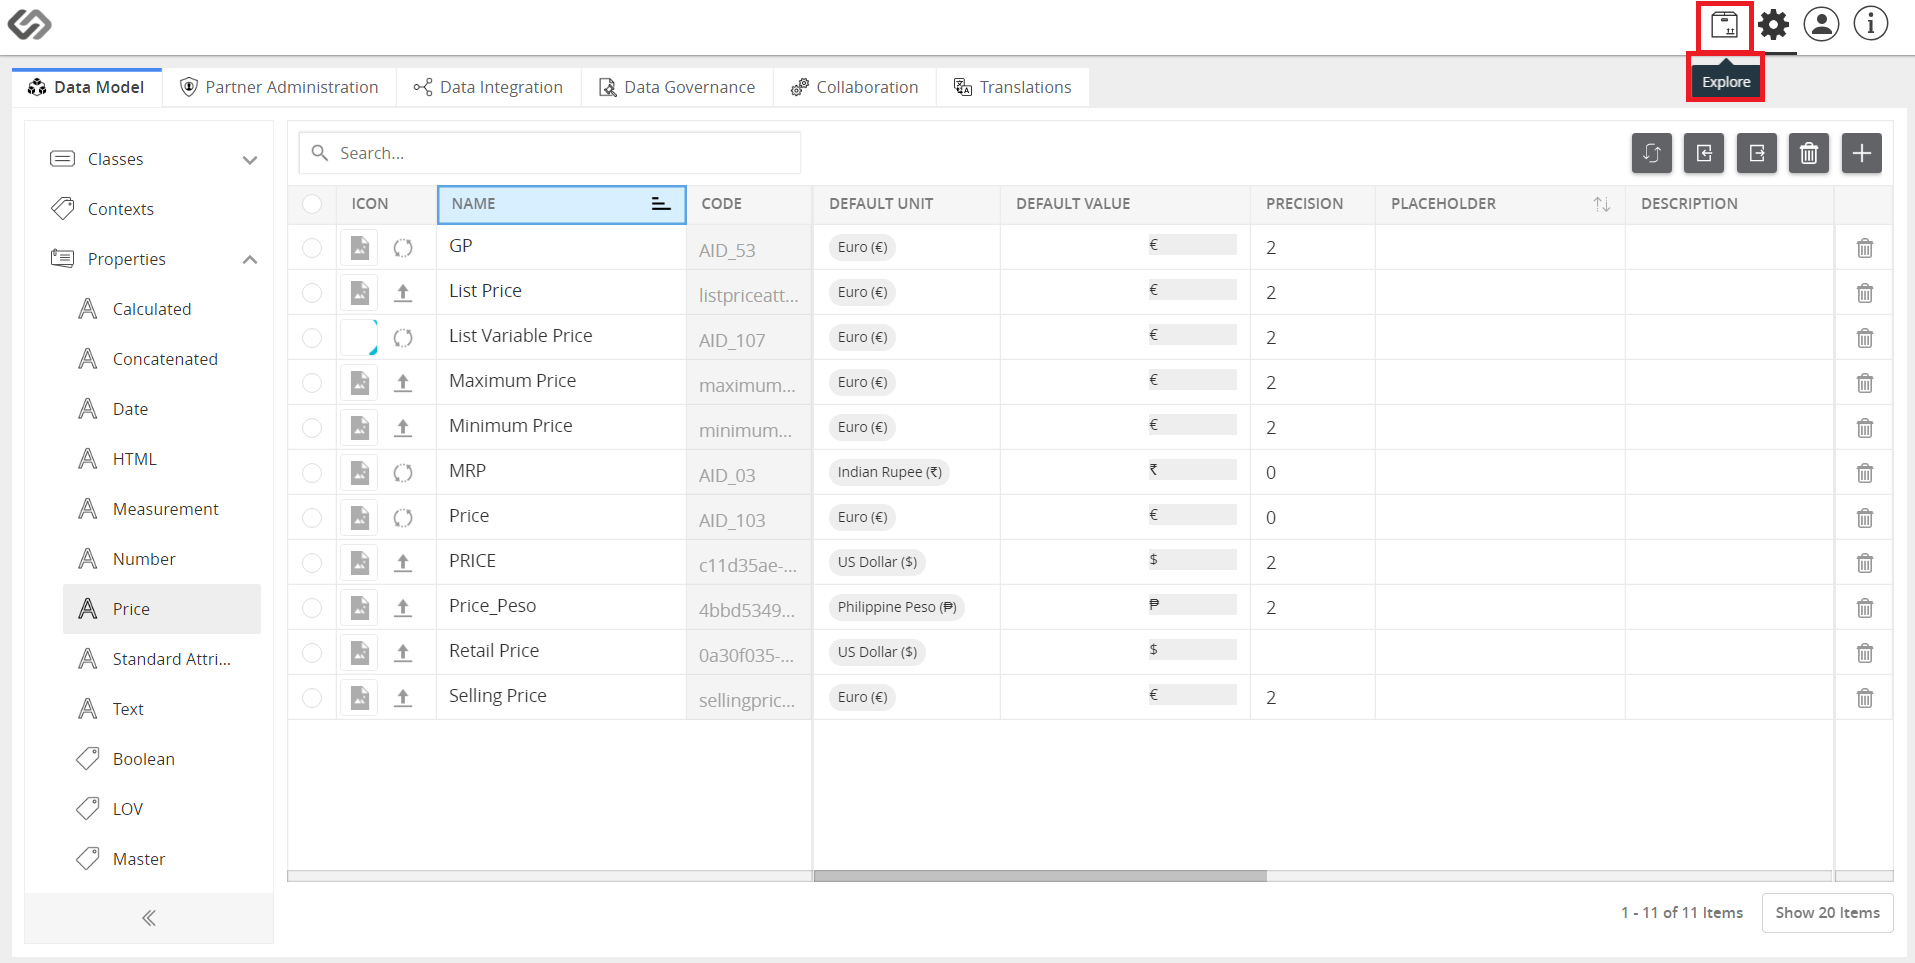 Explore
Data Model Partner Administration Data Integration Data Governance Collaboration Translations
Classes
Contexts
Properties
Calculated
Concatenated
Date
HTML
Measurement
Number
Price
Standard Attri...
Text
Boolean
LOV
Master
Search...
ICON NAME CODE DEFAULT UNIT DEFAULT VALUE PRECISION PLACEHOLDER DESCRIPTION
GP AID_53 Euro (€) € 2
List Price listpriceatt... Euro (€) € 2
List Variable Price AID_107 Euro (€) € 2
Maximum Price maximum... Euro (€) € 2
Minimum Price minimum... Euro (€) € 2
MRP AID_03 Indian Rupee (₹) ₹ 0
Price AID_103 Euro (€) € 0
PRICE c11d35ae-... US Dollar ($) $ 2
Price_Peso 4bbd5349... Philippine Peso (₱) ₱ 2
Retail Price 0a30f035-... US Dollar ($) $
Selling Price sellingpric... Euro (€) € 2
1 - 11 of 11 Items Show 20 Items